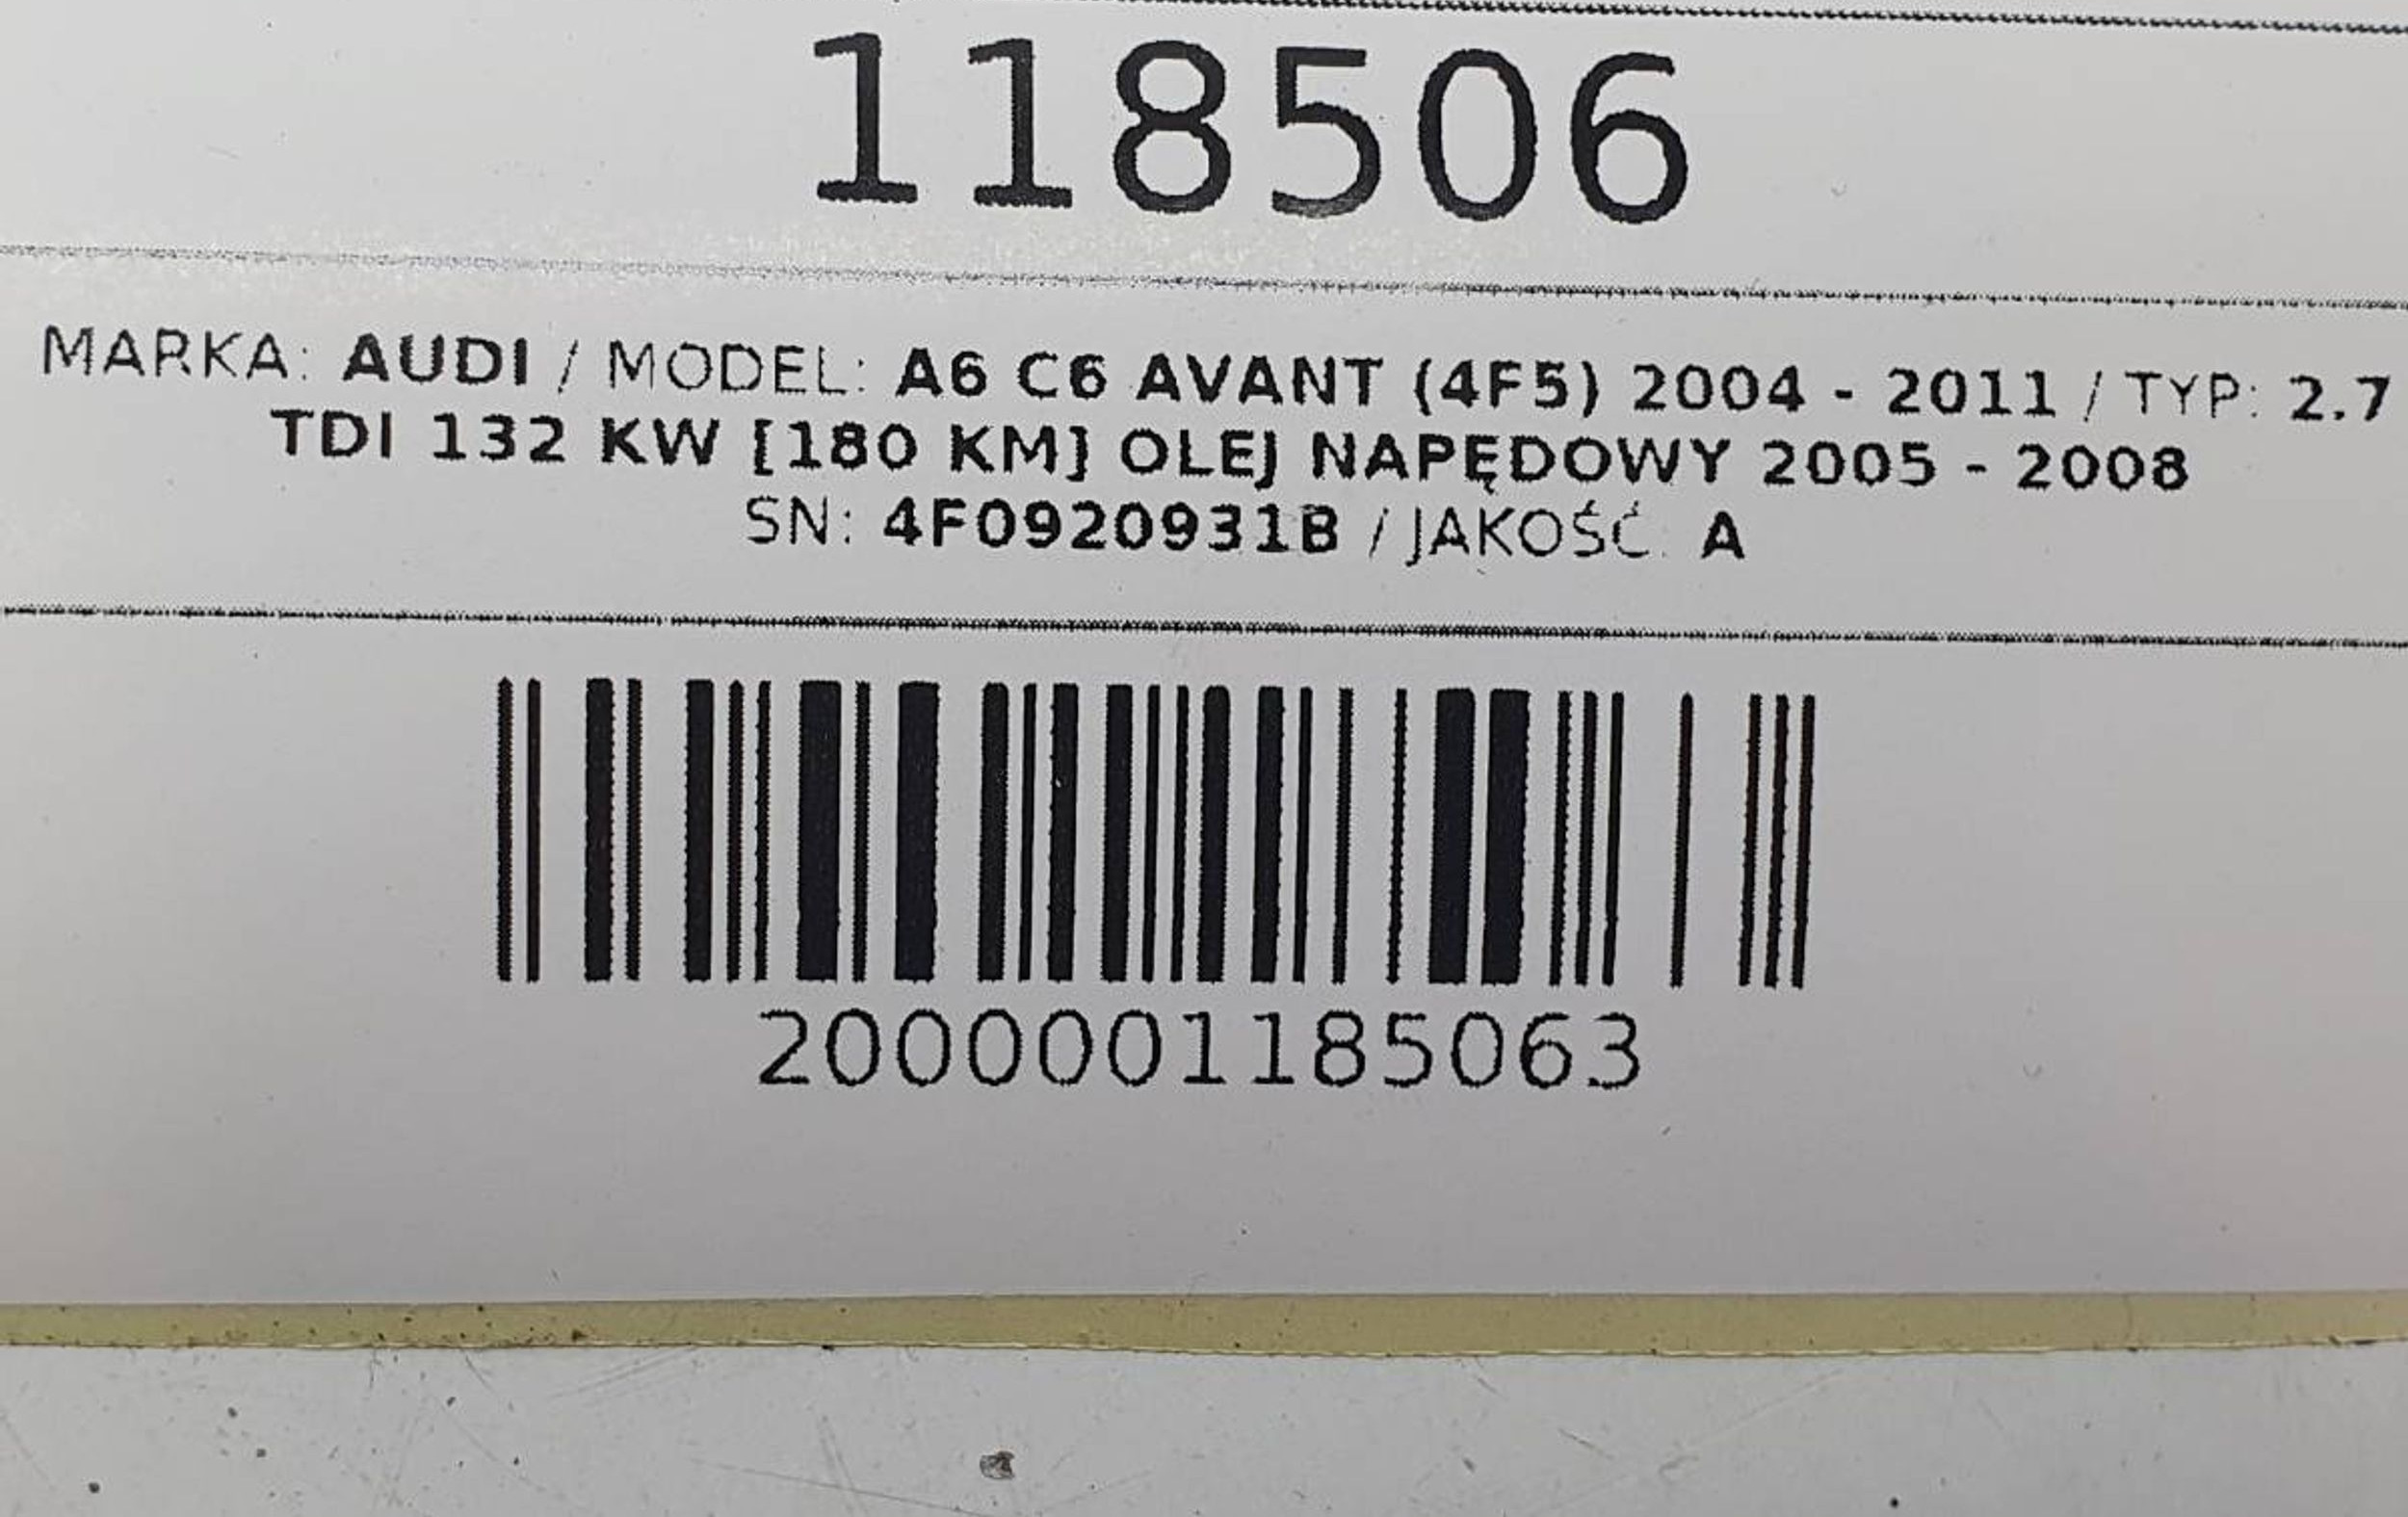 118506
MARKA: AUDI / MODEL: A6 C6 AVANT (4F5) 2004 - 2011 / TYP: 2.7
TDI 132 KW [180 KM] OLEJ NAPĘDOWY 2005 - 2008
SN: 4F0920931B / JAKOŚĆ: A
2000001185063